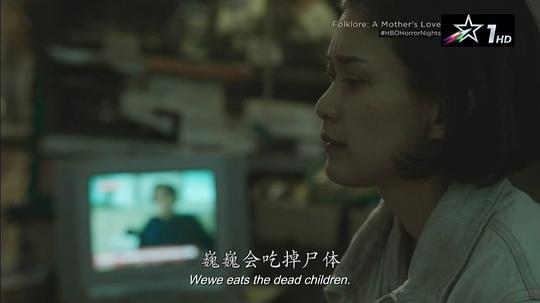 Folklore: A Mother's Love
#HBOHorrorNights
1HD
巍巍会吃掉尸体
Wewe eats the dead children.